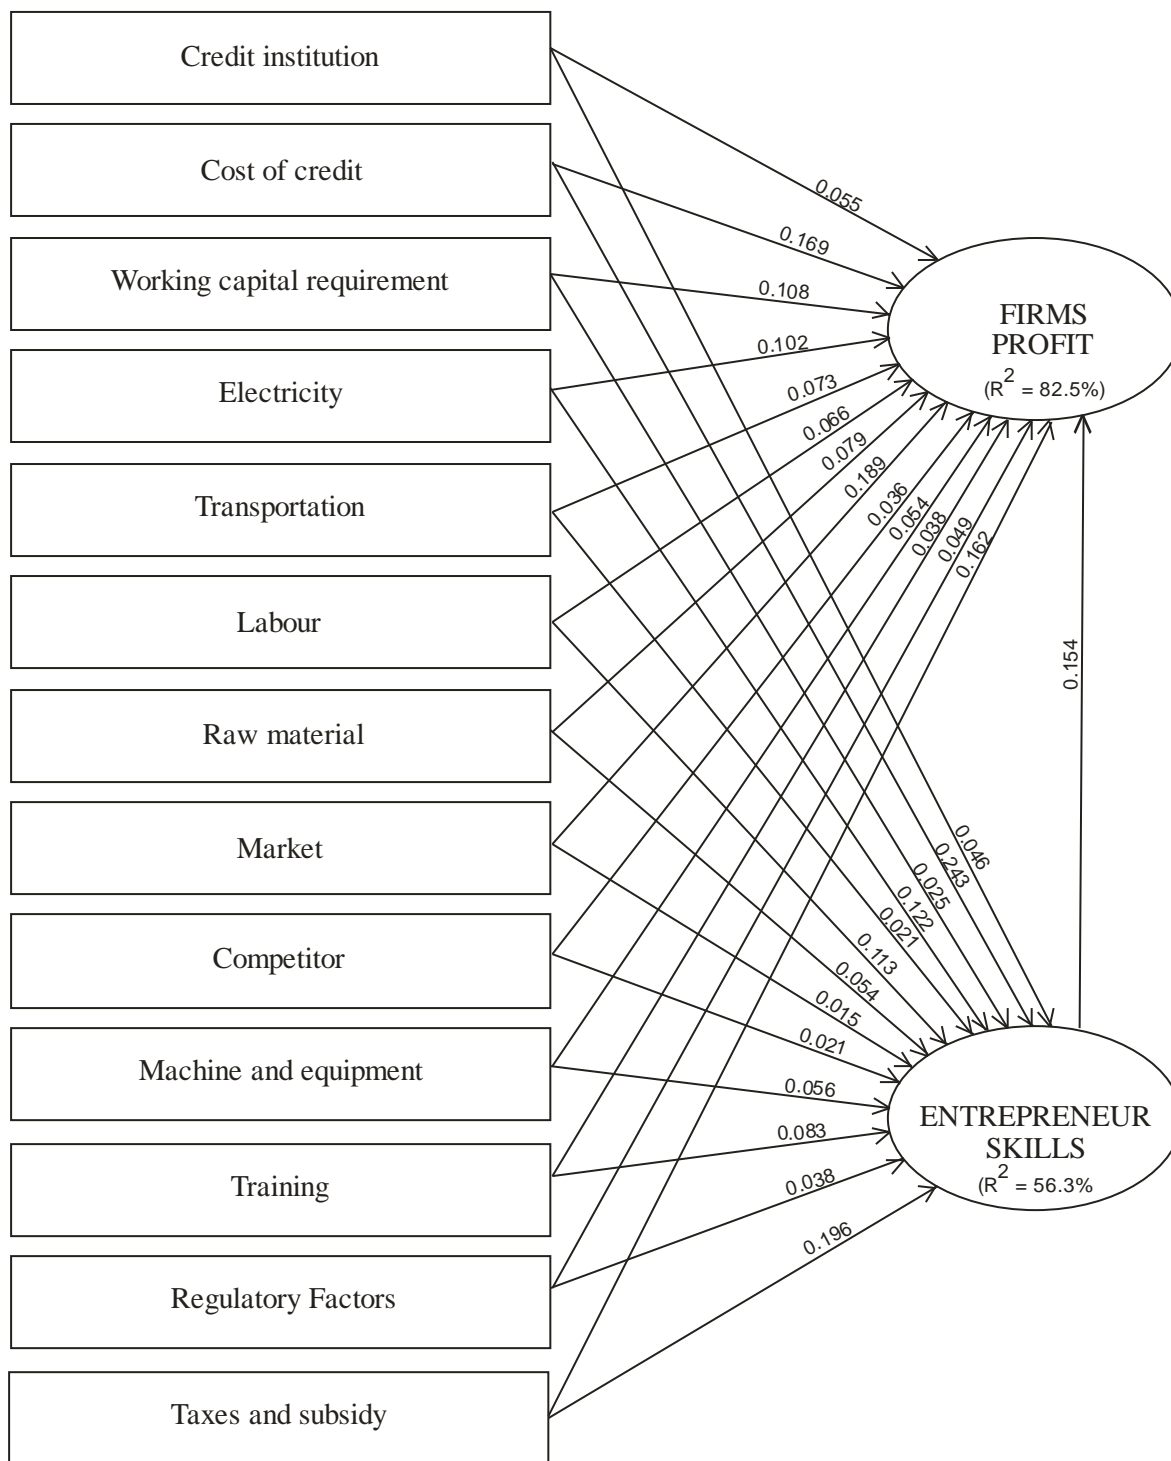 Credit institution
Cost of credit
Working capital requirement
Electricity
Transportation
Labour
Raw material
Market
Competitor
Machine and equipment
Training
Regulatory Factors
Taxes and subsidy
0.055
0.169
0.108
0.102
0.073
0.066
0.079
0.189
0.036
0.054
0.038
0.049
0.162
FIRMS
PROFIT
(R² = 82.5%)
0.154
0.046
0.243
0.025
0.122
0.021
0.113
0.054
0.015
0.021
0.056
0.083
0.038
0.196
ENTREPRENEUR
SKILLS
(R² = 56.3%